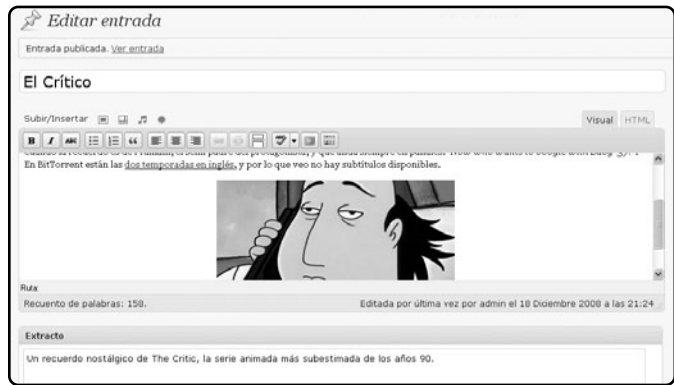 Editar entrada
Entrada publicada. Ver entrada
El Crítico
Subir/Insertar
Visual HTML
B I ABC
En BitTorrent están las dos temporadas en inglés, y por lo que veo no hay subtítulos disponibles.
Ruta:
Recuento de palabras: 150.
Editada por última vez por admin el 10 Diciembre 2008 a las 21:24
Extracto
Un recuerdo nostálgico de The Critic, la serie animada más subestimada de los años 90.